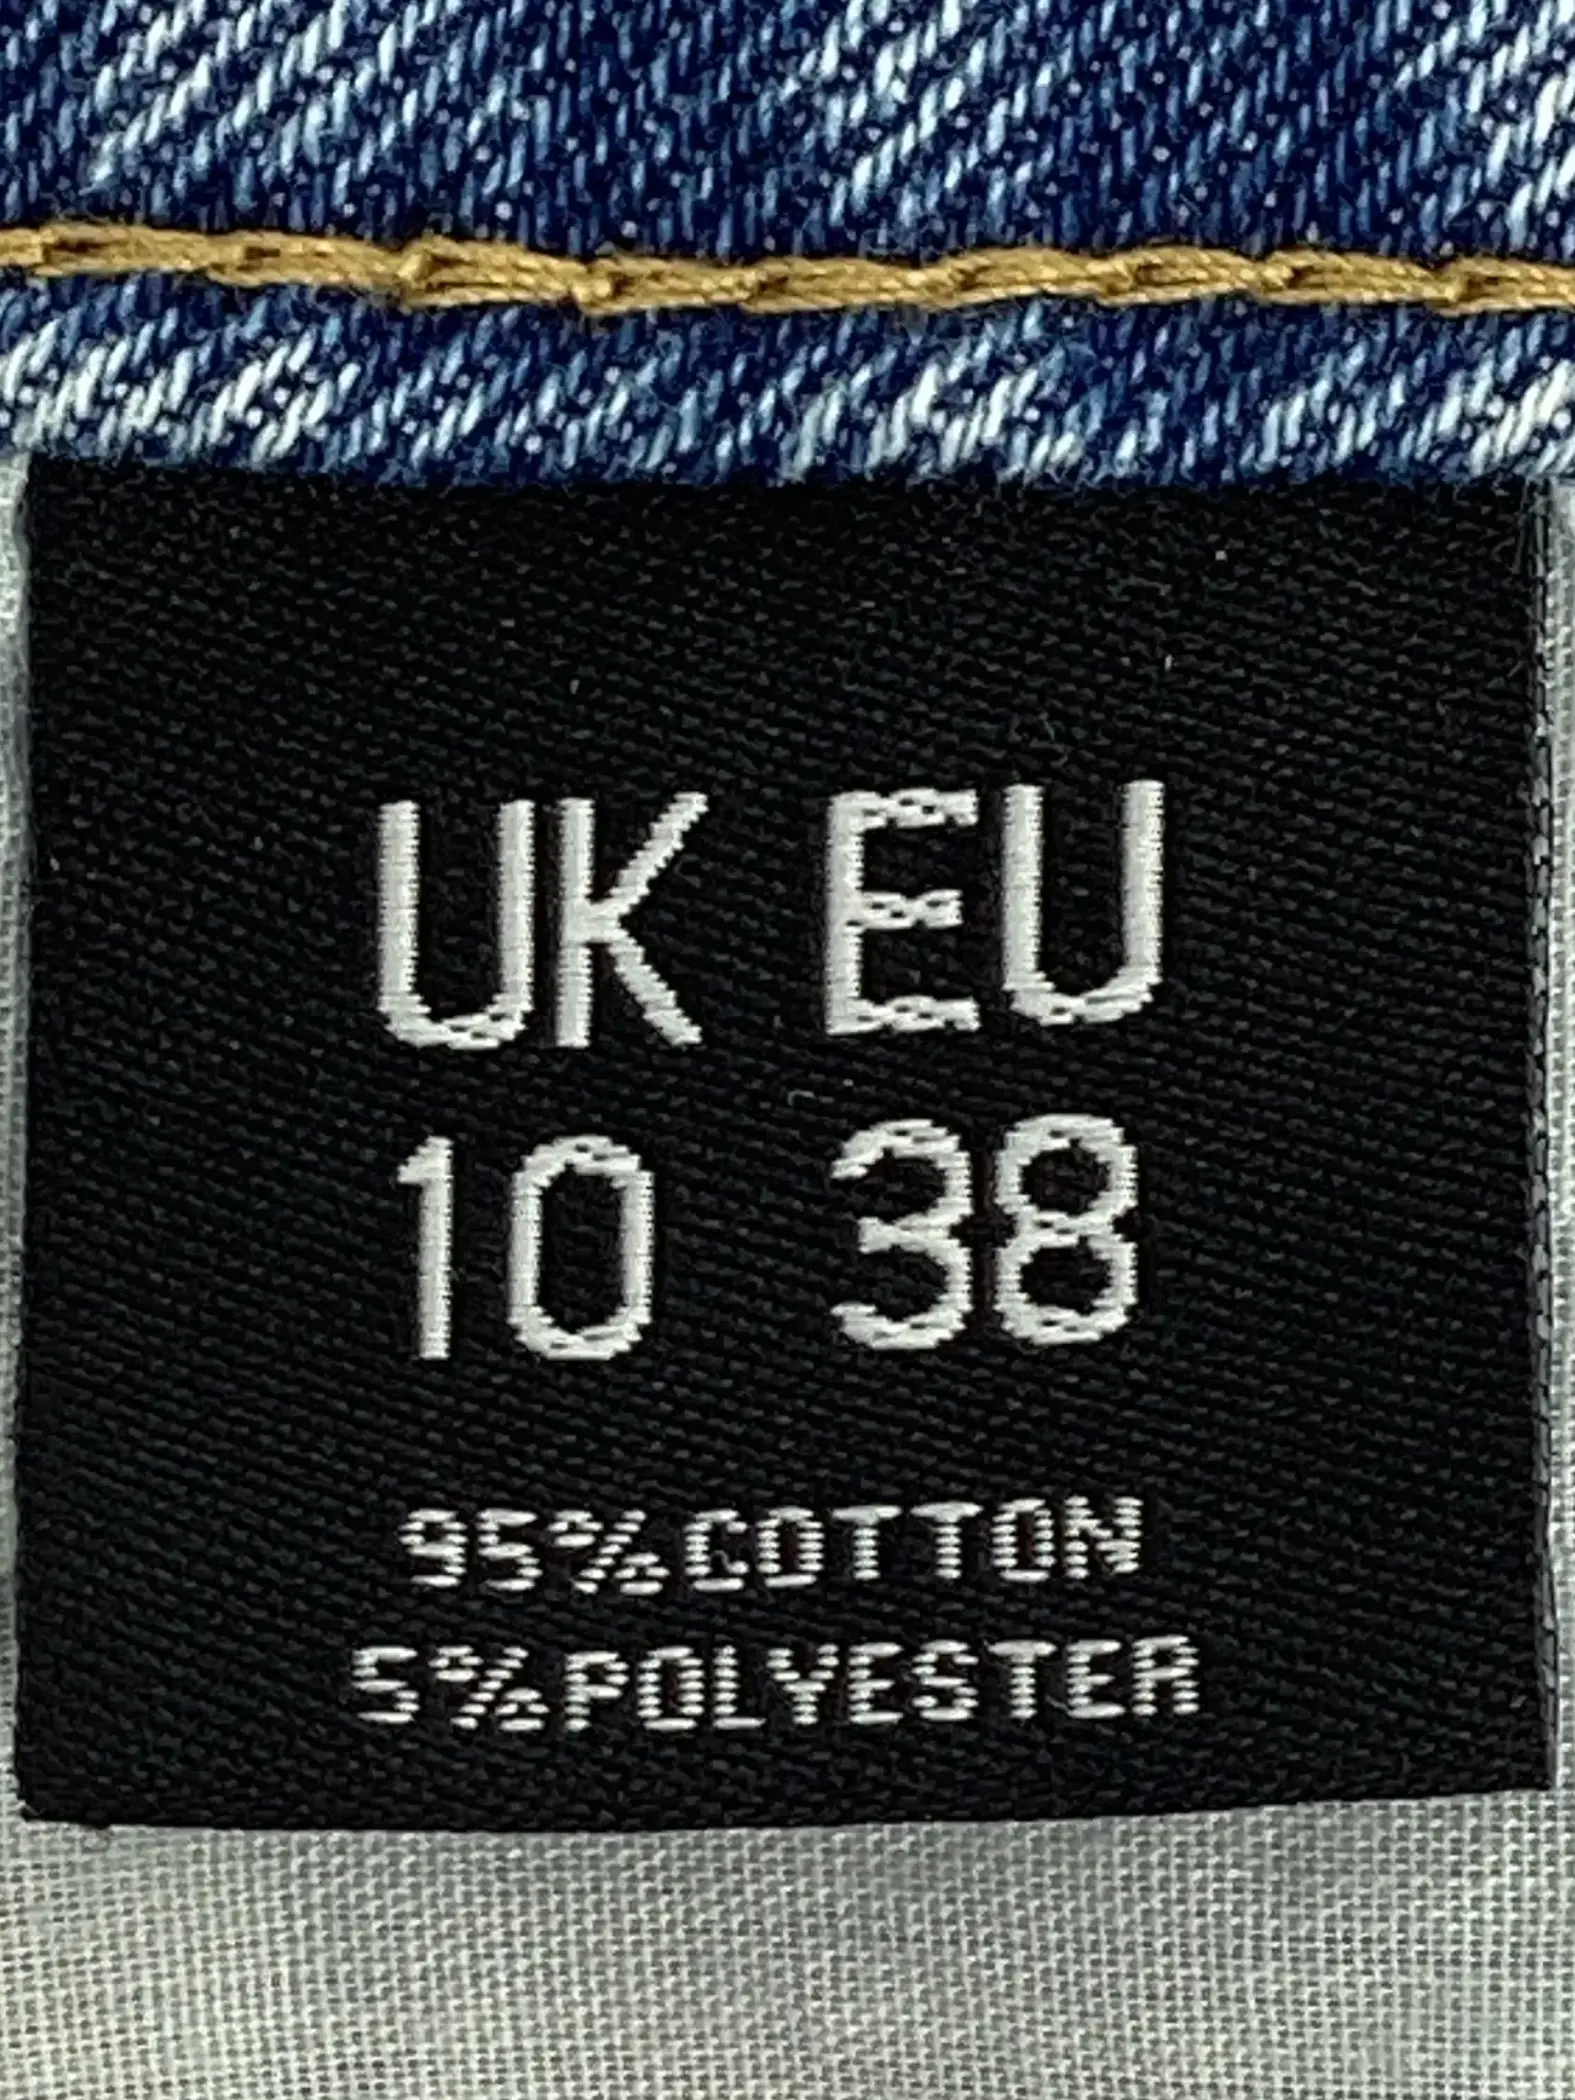 UK EU
10 38
95%COTTON
5%POLYESTER